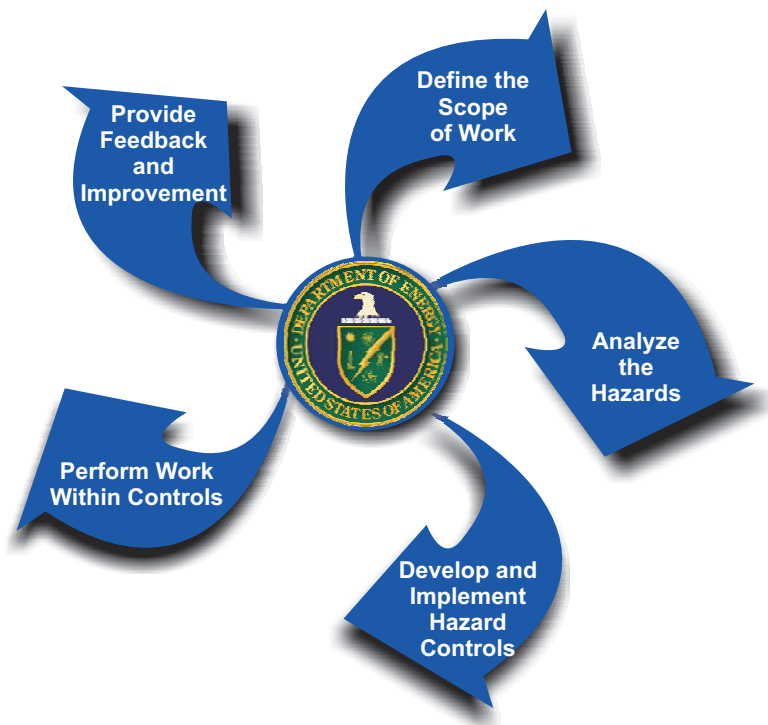 Define the
Scope
of Work
Analyze
the
Hazards
Develop and
Implement
Hazard
Controls
Perform Work
Within Controls
Provide
Feedback
and
Improvement
DEPARTMENT OF ENERGY
UNITED STATES OF AMERICA